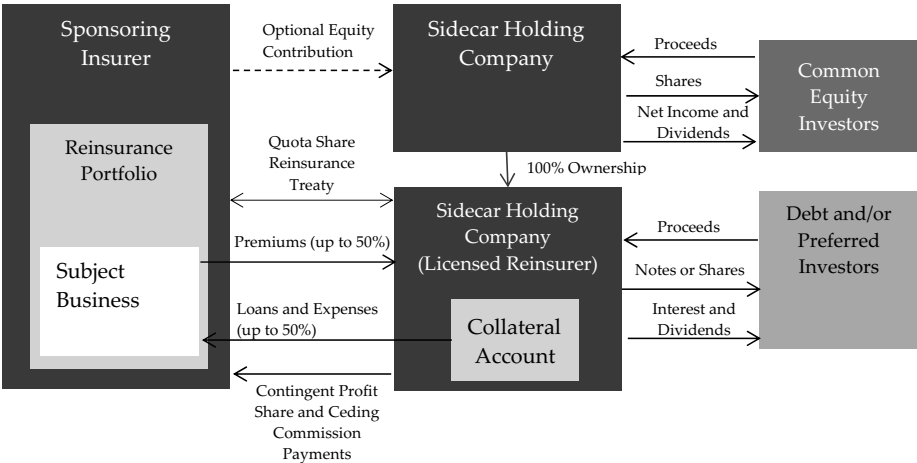 Sponsoring
Insurer
Reinsurance
Portfolio
Subject
Business
Optional Equity
Contribution
Quota Share
Reinsurance
Treaty
Premiums (up to 50%)
Loans and Expenses
(up to 50%)
Contingent Profit
Share and Ceding
Commission
Payments
Sidecar Holding
Company
100% Ownership
Sidecar Holding
Company
(Licensed Reinsurer)
Collateral
Account
Proceeds
Shares
Net Income and
Dividends
Common
Equity
Investors
Proceeds
Notes or Shares
Interest and
Dividends
Debt and/or
Preferred
Investors